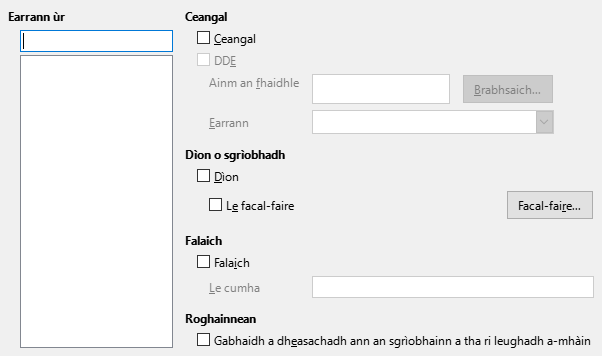 Earrann ùr
Ceangal
Ceangal
DDE
Ainm an fhaidhle
Brabhsaich...
Earrann
Dìon o sgrìobhadh
Dìon
Le facal-faire
Facal-faire...
Falaich
Falaich
Le cumha
Roghainnean
Gabhaidh a dheasachadh ann an sgrìobhainn a tha ri leughadh a-mhàin